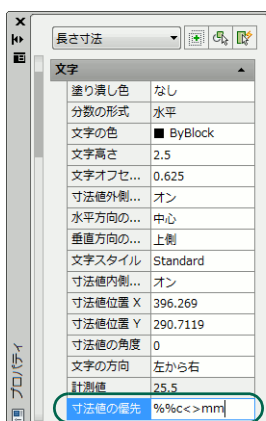 長さ寸法
文字
塗り潰し色 なし
分数の形式 水平
文字の色 ByBlock
文字高さ 2.5
文字オフセ... 0.625
寸法値外側... オン
水平方向の... 中心
垂直方向の... 上側
文字スタイル Standard
寸法値内側... オン
寸法値位置 X 396.269
寸法値位置 Y 290.7119
寸法値の角度 0
文字の方向 左から右
計測値 25.5
寸法値の優先 %%c<>mm
プロパティ